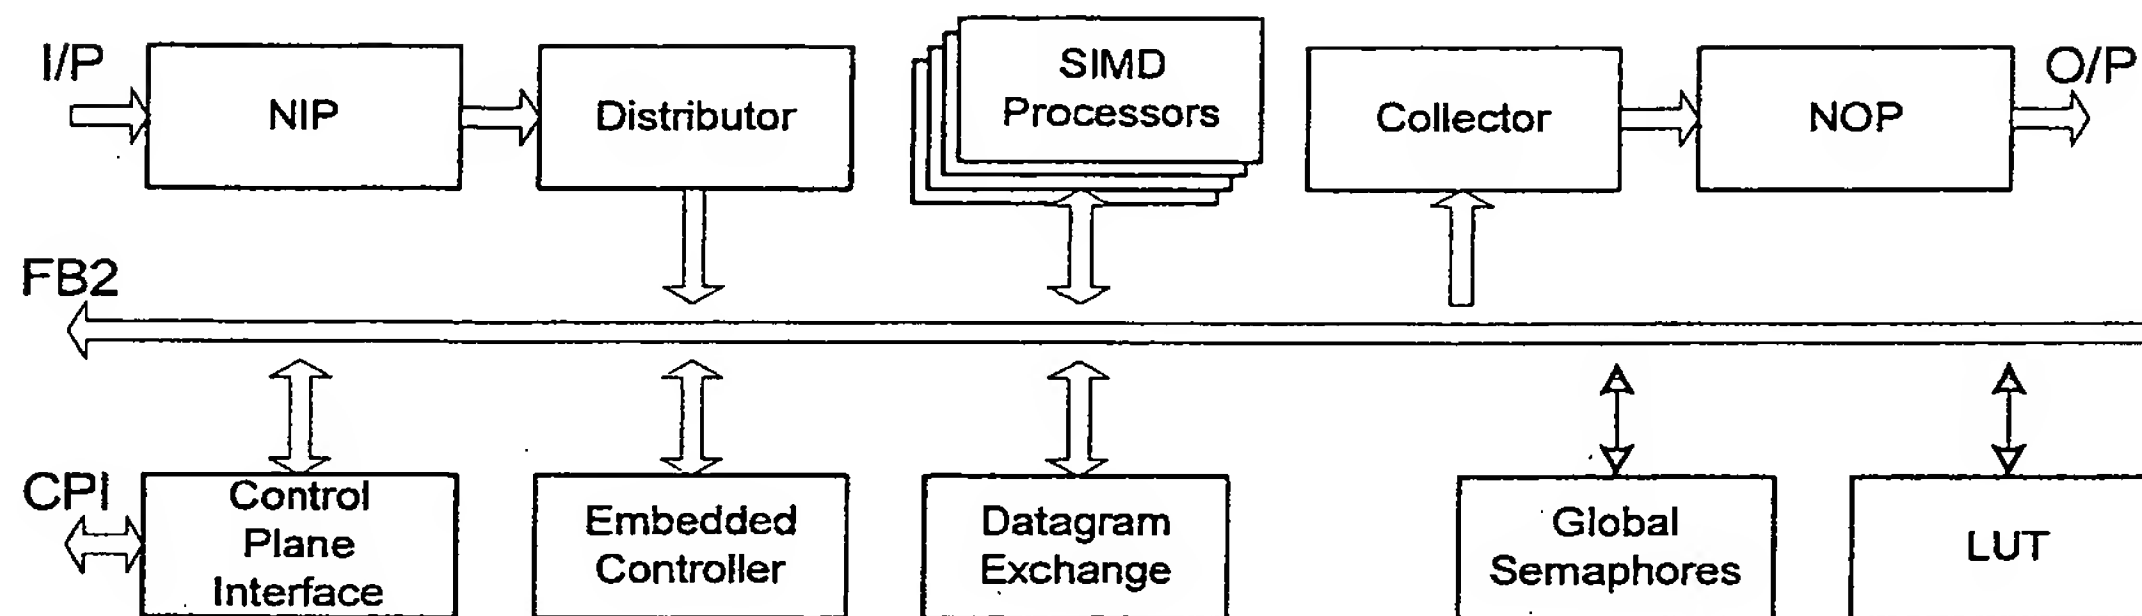 I/P
NIP
Distributor
SIMD
Processors
Collector
NOP
O/P
FB2
CPI
Control
Plane
Interface
Embedded
Controller
Datagram
Exchange
Global
Semaphores
LUT